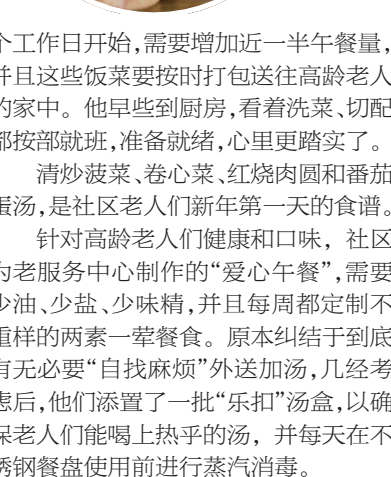 个工作日开始,需要增加近一半午餐量,
并且这些饭菜要按时打包送往高龄老人
的家中。他早些到厨房,看着洗菜、切配
都按部就班,准备就绪,心里更踏实了。
清炒菠菜、卷心菜、红烧肉圆和番茄
蛋汤,是社区老人们新年第一天的食谱。
针对高龄老人们健康和口味，社区
为老服务中心制作的“爱心午餐”,需要
少油、少盐、少味精,并且每周都定制不
重样的两素一荤餐食。原本纠结于到底
有无必要“自找麻烦”外送加汤,几经考
虑后,他们添置了一批“乐扣”汤盒,以确
保老人们能喝上热乎的汤，并每天在不
锈钢餐盘使用前进行蒸汽消毒。